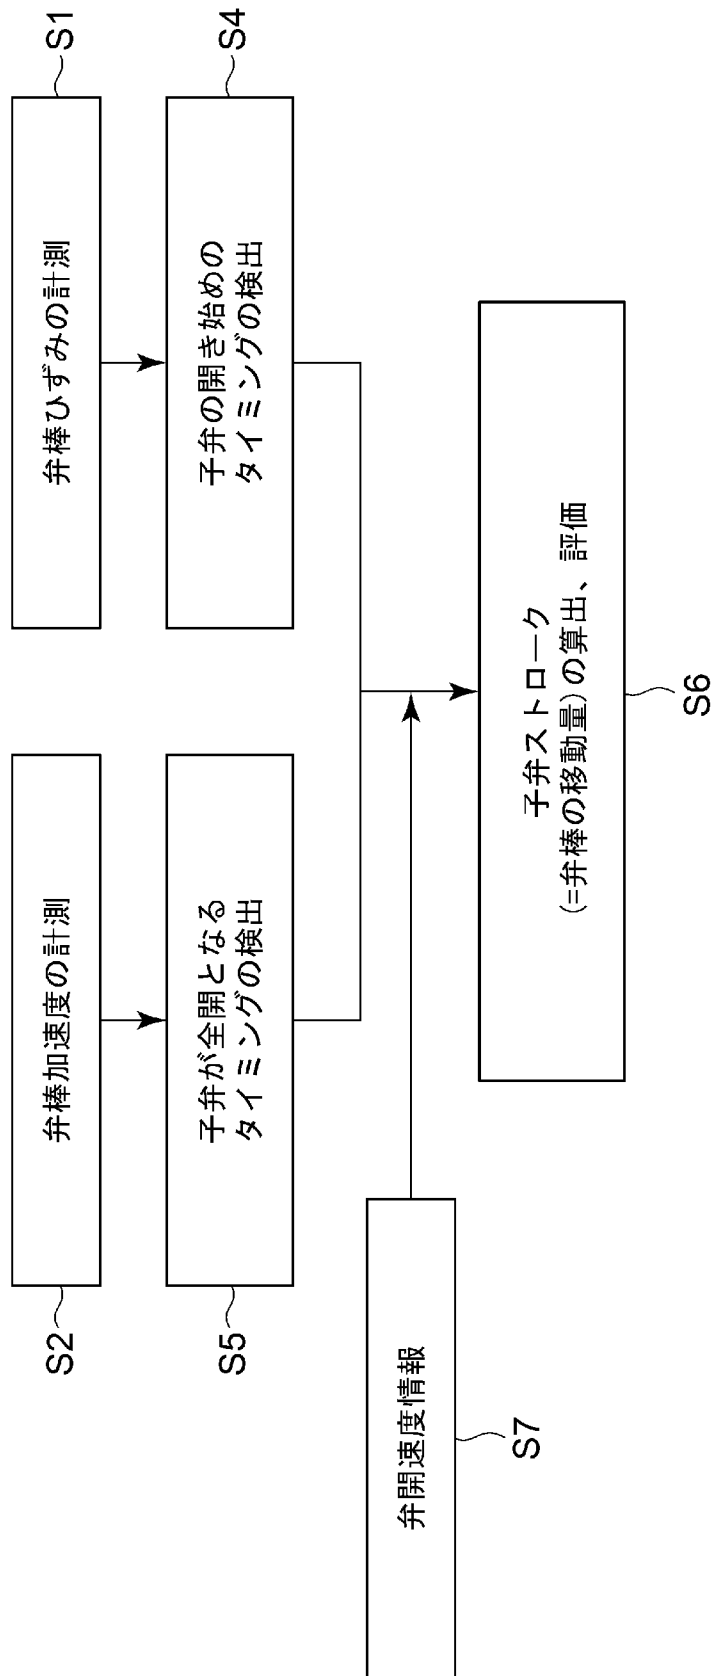 弁棒加速度の計測
S2
弁棒ひずみの計測
S1
子弁が全開となる
タイミングの検出
S5
子弁の開き始めの
タイミングの検出
S4
弁開速度情報
S7
子弁ストローク
(=弁棒の移動量)の算出、評価
S6